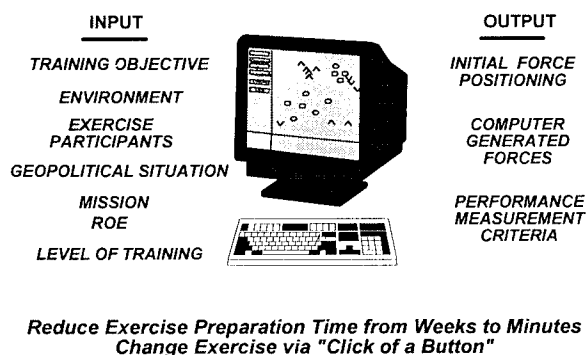 INPUT
TRAINING OBJECTIVE
ENVIRONMENT
EXERCISE
PARTICIPANTS
GEOPOLITICAL SITUATION
MISSION
ROE
LEVEL OF TRAINING
OUTPUT
INITIAL FORCE
POSITIONING
COMPUTER
GENERATED
FORCES
PERFORMANCE
MEASUREMENT
CRITERIA
Reduce Exercise Preparation Time from Weeks to Minutes
Change Exercise via "Click of a Button"